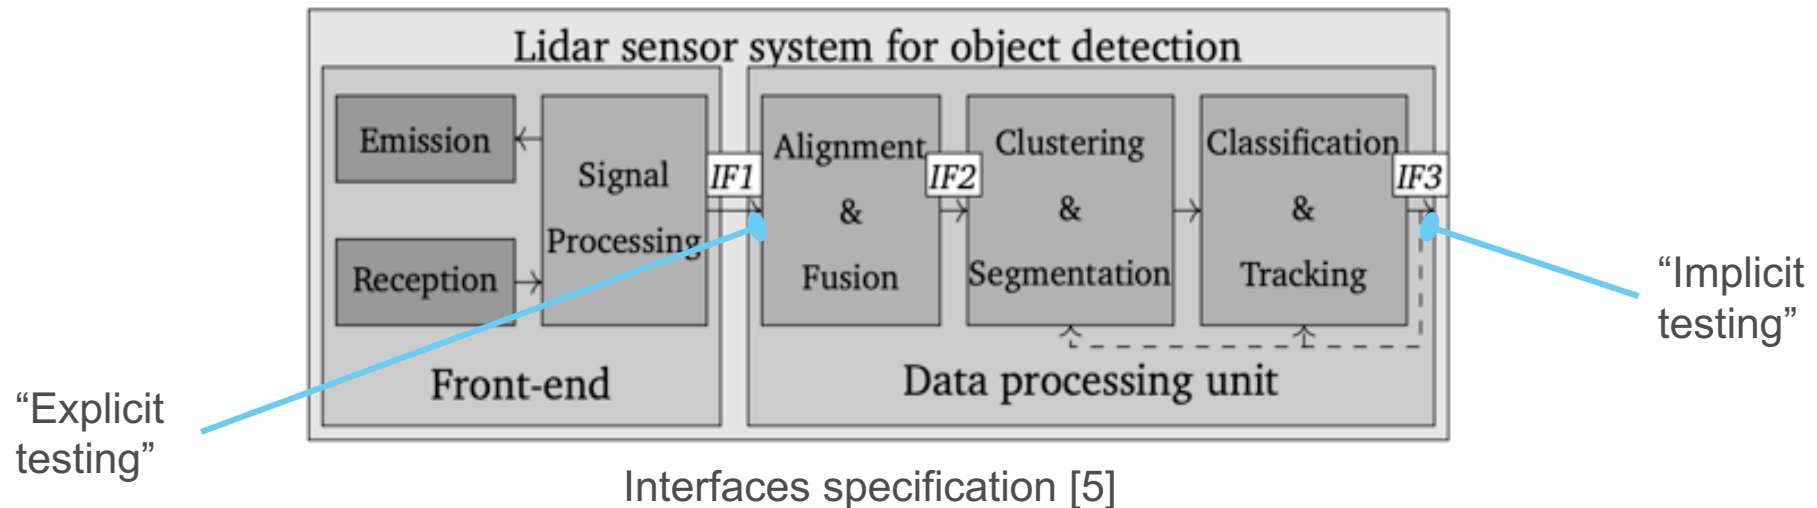 Lidar sensor system for object detection
Emission
Reception
Signal
Processing
IF1
Alignment
&
Fusion
IF2
Clustering
&
Segmentation
Classification
&
Tracking
IF3
Front-end
Data processing unit
“Explicit
testing”
“Implicit
testing”
Interfaces specification [5]